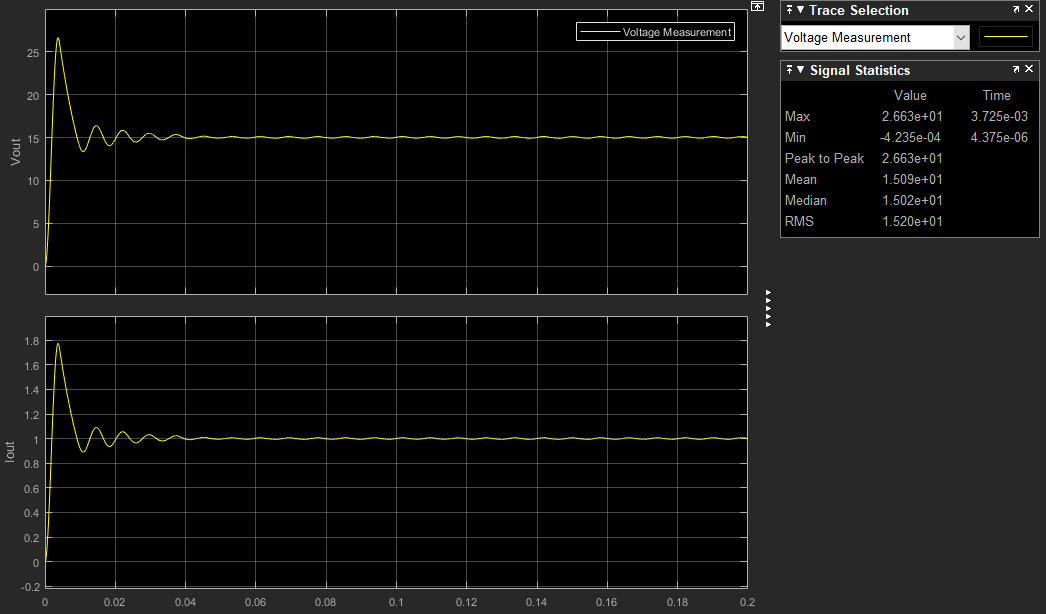 Voltage Measurement
25
20
15
10
5
0
Vout
1.8
1.6
1.4
1.2
1
0.8
0.6
0.4
0.2
0
-0.2
Iout
0 0.02 0.04 0.06 0.08 0.1 0.12 0.14 0.16 0.18 0.2
Trace Selection
Voltage Measurement
Signal Statistics
Value Time
Max 2.663e+01 3.725e-03
Min -4.235e-04 4.375e-06
Peak to Peak 2.663e+01
Mean 1.509e+01
Median 1.502e+01
RMS 1.520e+01